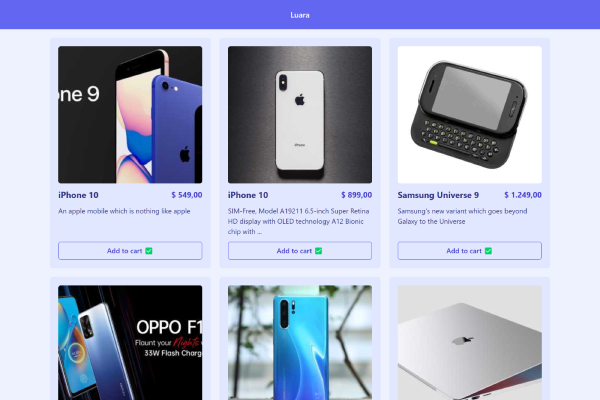 Luara
one 9
iPhone 10 $ 549,00
An apple mobile which is nothing like apple
Add to cart ✅
iPhone
iPhone 10 $ 899,00
SIM-Free, Model A19211 6.5-inch Super Retina
HD display with OLED technology A12 Bionic
chip with ...
Add to cart ✅
Samsung Universe 9 $ 1.249,00
Samsung's new variant which goes beyond
Galaxy to the Universe
Add to cart ✅
OPPO F1
Flaunt your Nights
33W Flash Charg